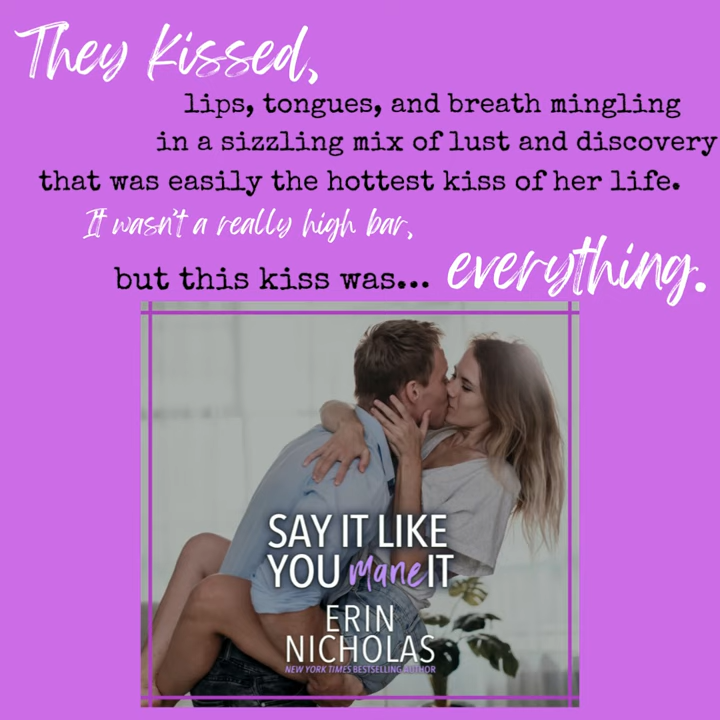 They Kissed,
lips, tongues, and breath mingling
in a sizzling mix of lust and discovery
that was easily the hottest kiss of her life.
It wasn't a really high bar,
but this kiss was... everything.
SAY IT LIKE
YOU mane IT
ERIN
NICHOLAS
NEW YORK TIMES BESTSELLING AUTHOR